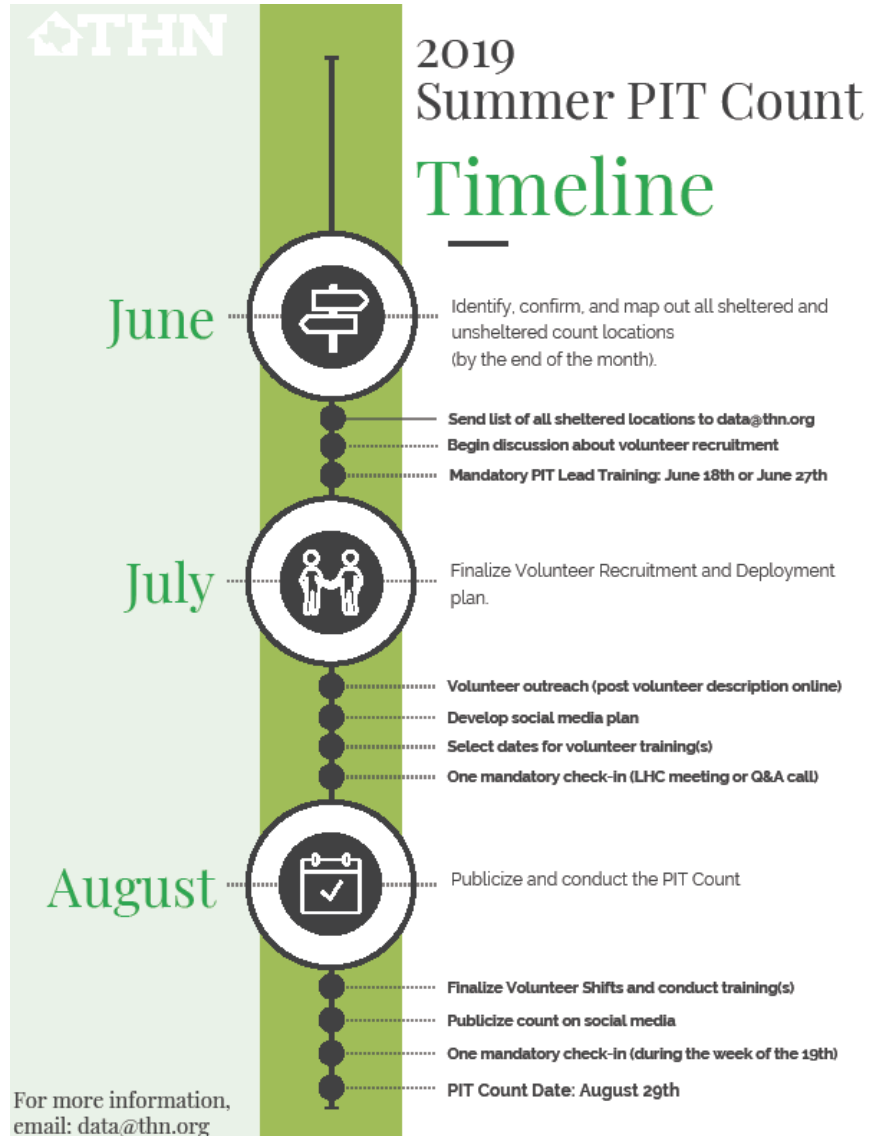 THN
2019
Summer PIT Count
Timeline
June
Identify, confirm, and map out all sheltered and
unsheltered count locations
(by the end of the month).
Send list of all sheltered locations to data@thn.org
Begin discussion about volunteer recruitment
Mandatory PIT Lead Training: June 18th or June 27th
July
Finalize Volunteer Recruitment and Deployment
plan.
Volunteer outreach (post volunteer description online)
Develop social media plan
Select dates for volunteer training(s)
One mandatory check-in (LHC meeting or Q&A call)
August
Publicize and conduct the PIT Count
Finalize Volunteer Shifts and conduct training(s)
Publicize count on social media
One mandatory check-in (during the week of the 19th)
PIT Count Date: August 29th
For more information,
email: data@thn.org